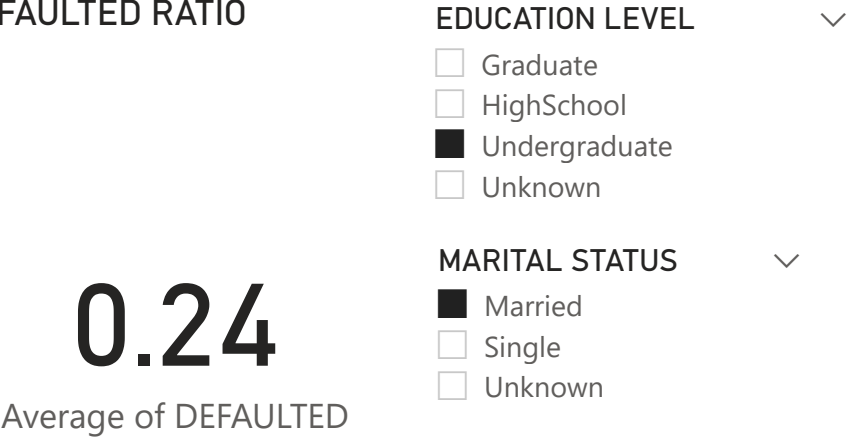 FAULTED RATIO
0.24
Average of DEFAULTED
EDUCATION LEVEL
Graduate
HighSchool
Undergraduate
Unknown
MARITAL STATUS
Married
Single
Unknown